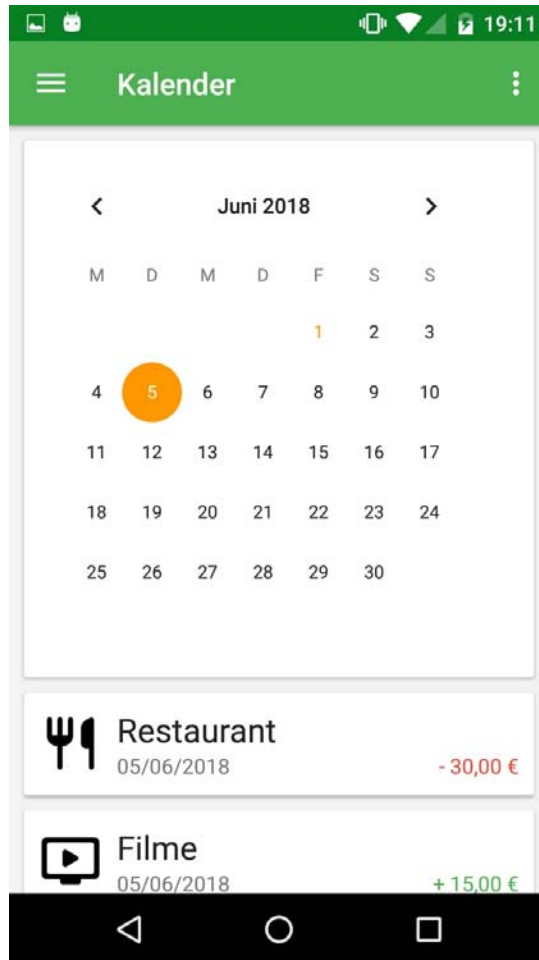 19:11
Kalender
Juni 2018
M D M D F S S
1 2 3
4 5 6 7 8 9 10
11 12 13 14 15 16 17
18 19 20 21 22 23 24
25 26 27 28 29 30
Restaurant
05/06/2018 - 30,00 €
Filme
05/06/2018 + 15,00 €